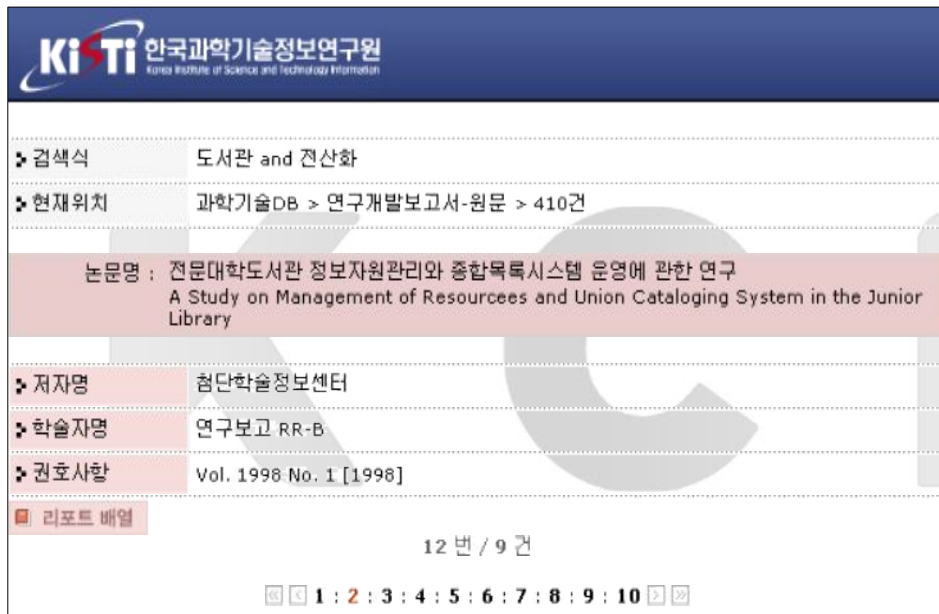 KiSTi 한국과학기술정보연구원
Korea Institute of Science and Technology Information
검색식 도서관 and 전산화
현재위치 과학기술DB > 연구개발보고서-원문 > 410건
논문명 : 전문대학도서관 정보자원관리와 종합목록시스템 운영에 관한 연구
A Study on Management of Resourcees and Union Cataloging System in the Junior
Library
저자명 첨단학술정보센터
학술자명 연구보고 RR-B
권호사항 Vol. 1998 No. 1 [1998]
리포트 배열
12 번 / 9 건
1 : 2 : 3 : 4 : 5 : 6 : 7 : 8 : 9 : 10